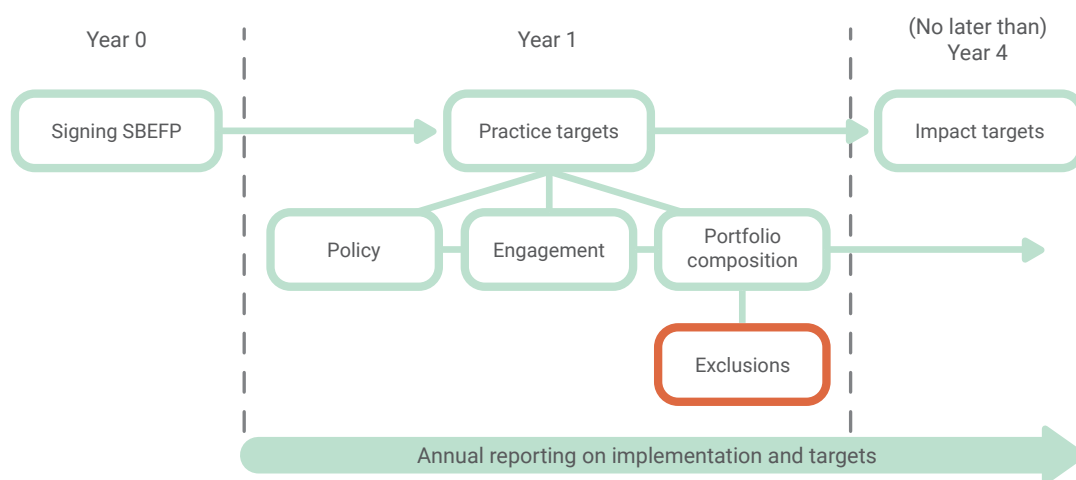 Year 0
Year 1
(No later than)
Year 4
Signing SBEFP
Practice targets
Impact targets
Policy
Engagement
Portfolio
composition
Exclusions
Annual reporting on implementation and targets